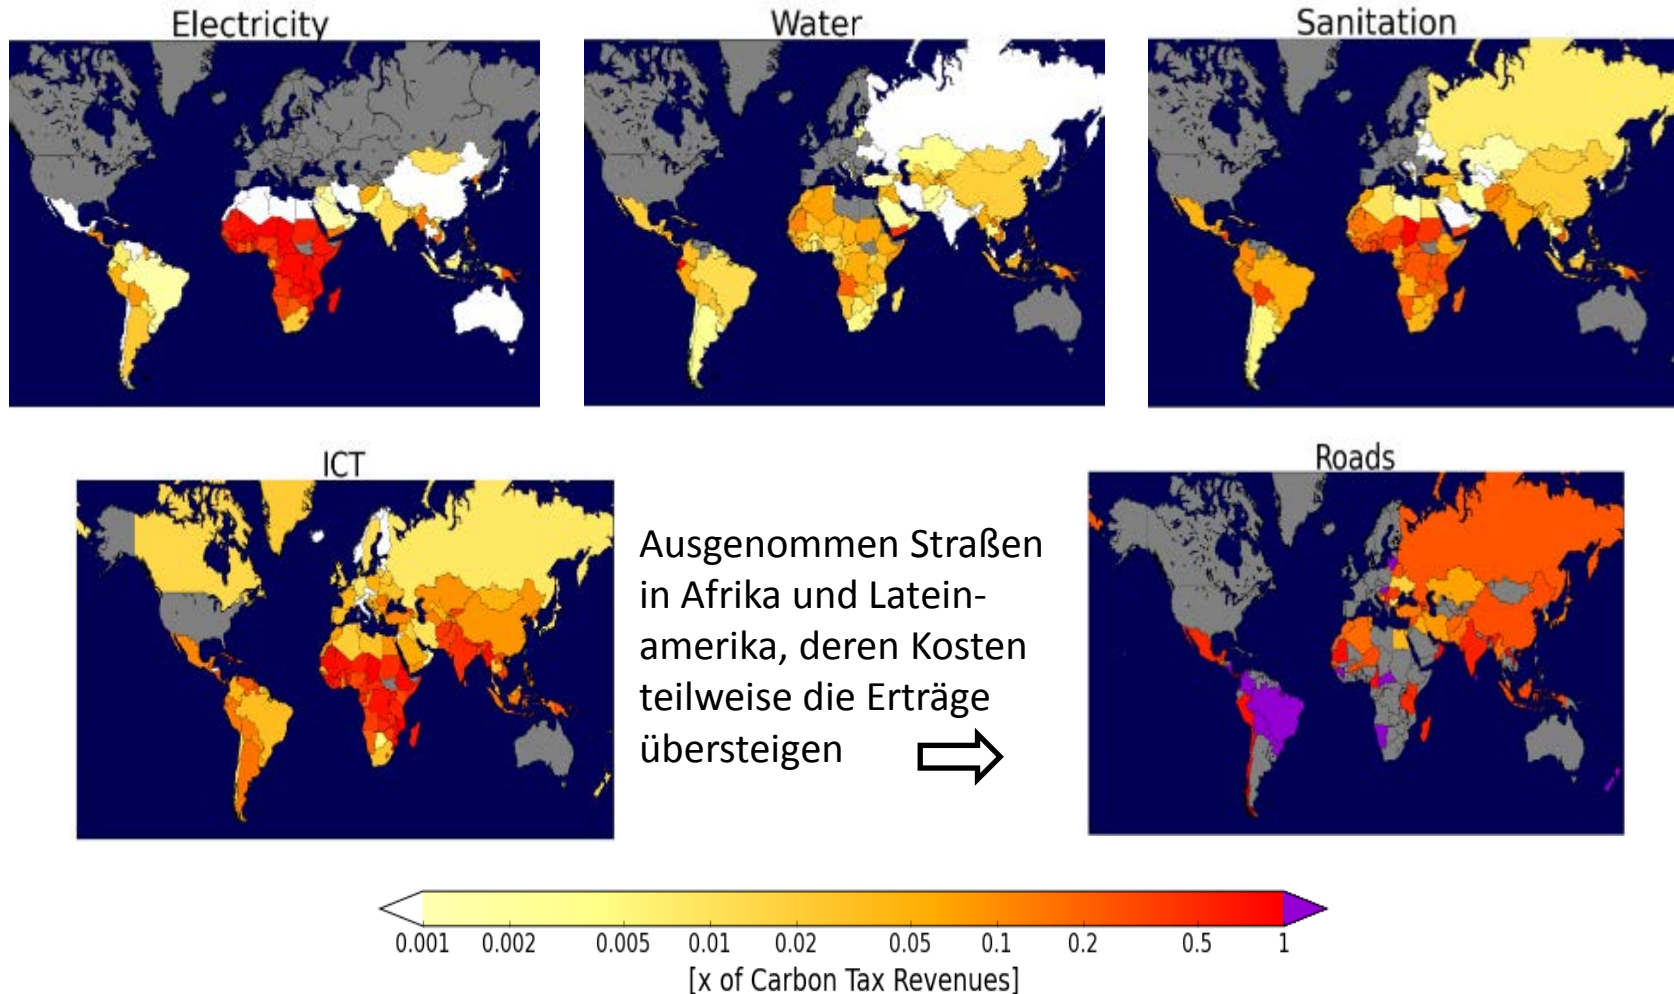 Electricity
Water
Sanitation
ICT
Roads
Ausgenommen Straßen
in Afrika und Latein-
amerika, deren Kosten
teilweise die Erträge
übersteigen
0.001 0.002 0.005 0.01 0.02 0.05 0.1 0.2 0.5 1
[x of Carbon Tax Revenues]